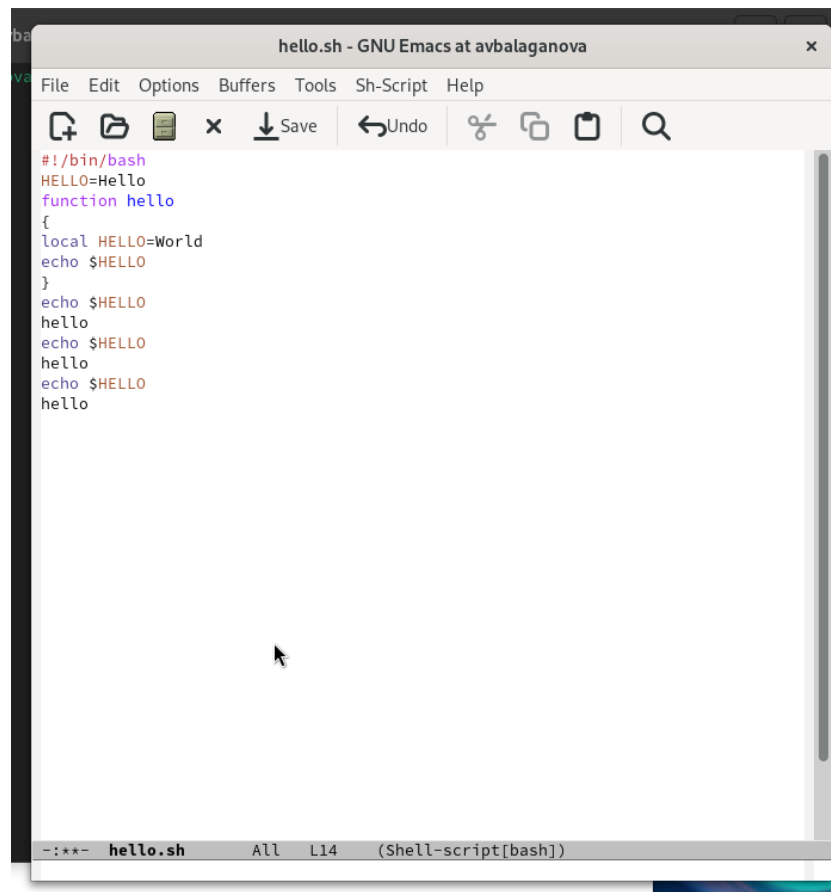 ba
hello.sh - GNU Emacs at avbalaganova
ova
File Edit Options Buffers Tools Sh-Script Help
Save Undo
#!/bin/bash
HELLO=Hello
function hello
{
local HELLO=World
echo $HELLO
}
echo $HELLO
hello
echo $HELLO
hello
echo $HELLO
hello
-:**- hello.sh All L14 (Shell-script[bash])